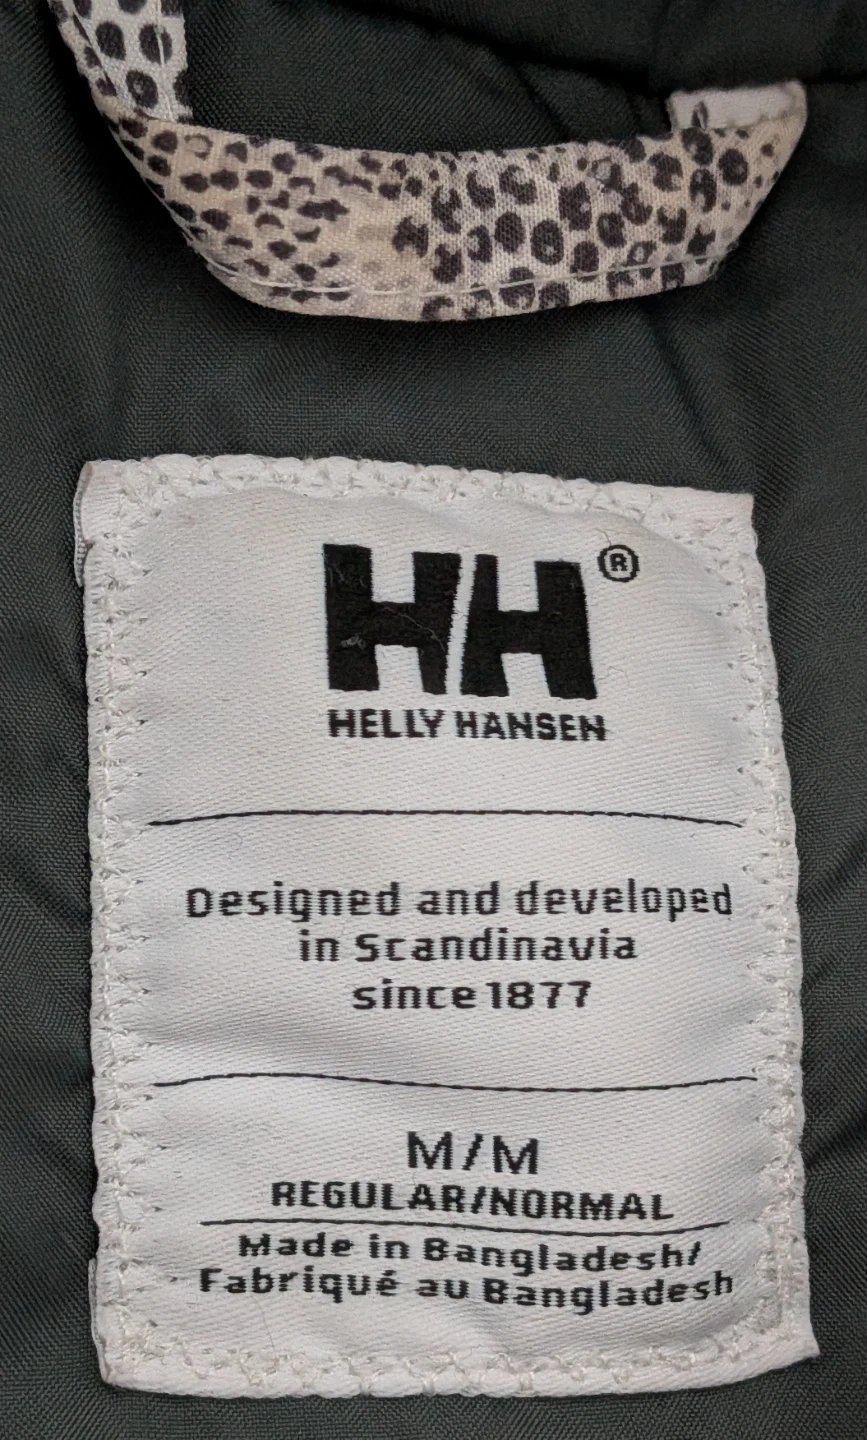 HH®
HELLY HANSEN
Designed and developed
in Scandinavia
since 1877
M/M
REGULAR/NORMAL
Made in Bangladesh/
Fabriqué au Bangladesh